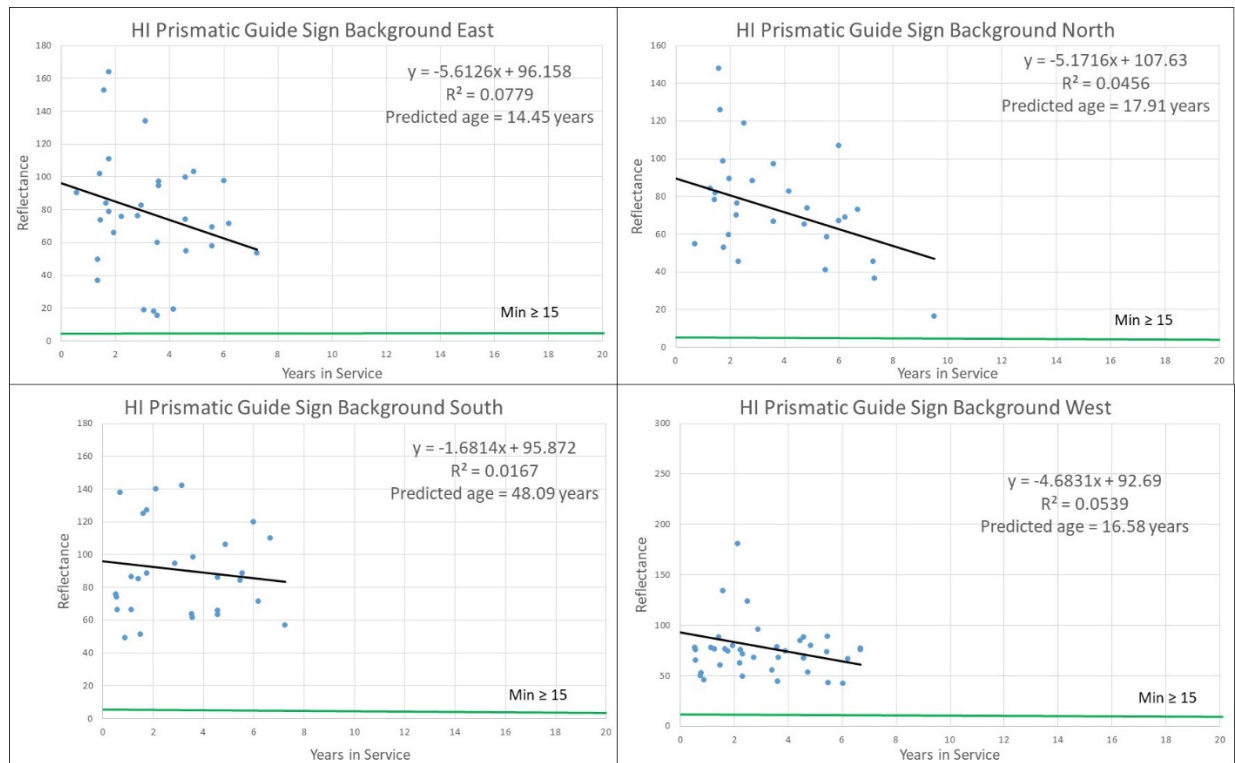 HI Prismatic Guide Sign Background East
y = -5.6126x + 96.158
R² = 0.0779
Predicted age = 14.45 years
Reflectance
180
160
140
120
100
80
60
40
20
0
Min ≥ 15
0 2 4 6 8 10 12 14 16 18 20
Years in Service
HI Prismatic Guide Sign Background North
y = -5.1716x + 107.63
R² = 0.0456
Predicted age = 17.91 years
Reflectance
160
140
120
100
80
60
40
20
0
Min ≥ 15
0 2 4 6 8 10 12 14 16 18 20
Years in Service
HI Prismatic Guide Sign Background South
y = -1.6814x + 95.872
R² = 0.0167
Predicted age = 48.09 years
Reflectance
180
160
140
120
100
80
60
40
20
0
Min ≥ 15
0 2 4 6 8 10 12 14 16 18 20
Years in Service
HI Prismatic Guide Sign Background West
y = -4.6831x + 92.69
R² = 0.0539
Predicted age = 16.58 years
Reflectance
300
250
200
150
100
50
0
Min ≥ 15
0 2 4 6 8 10 12 14 16 18 20
Years in Service